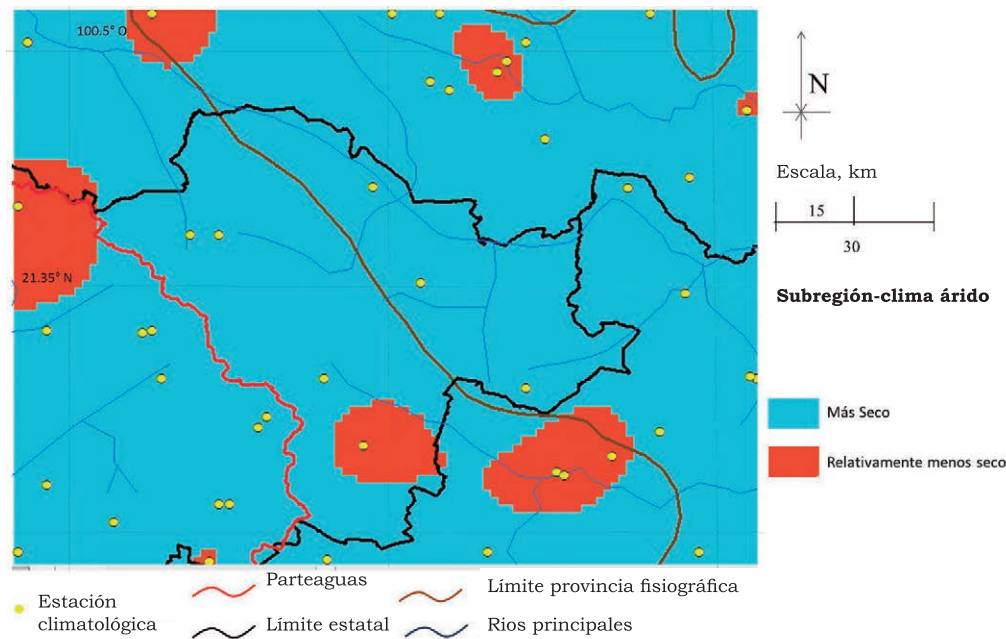 100.5° O
21.35° N
N
Escala, km
15
30
Subregión-clima árido
Más Seco
Relativamente menos seco
Estación
climatológica
Parteaguas
Límite estatal
Límite provincia fisiográfica
Rios principales